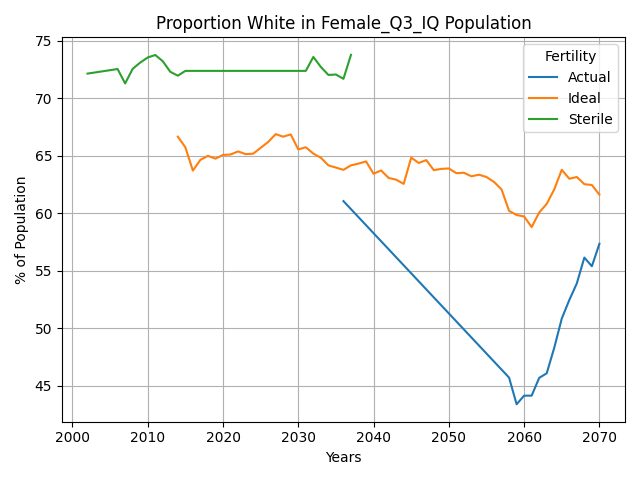 Proportion White in Female_Q3_IQ Population
Fertility
Actual
Ideal
Sterile
% of Population
75
70
65
60
55
50
45
2000 2010 2020 2030 2040 2050 2060 2070
Years